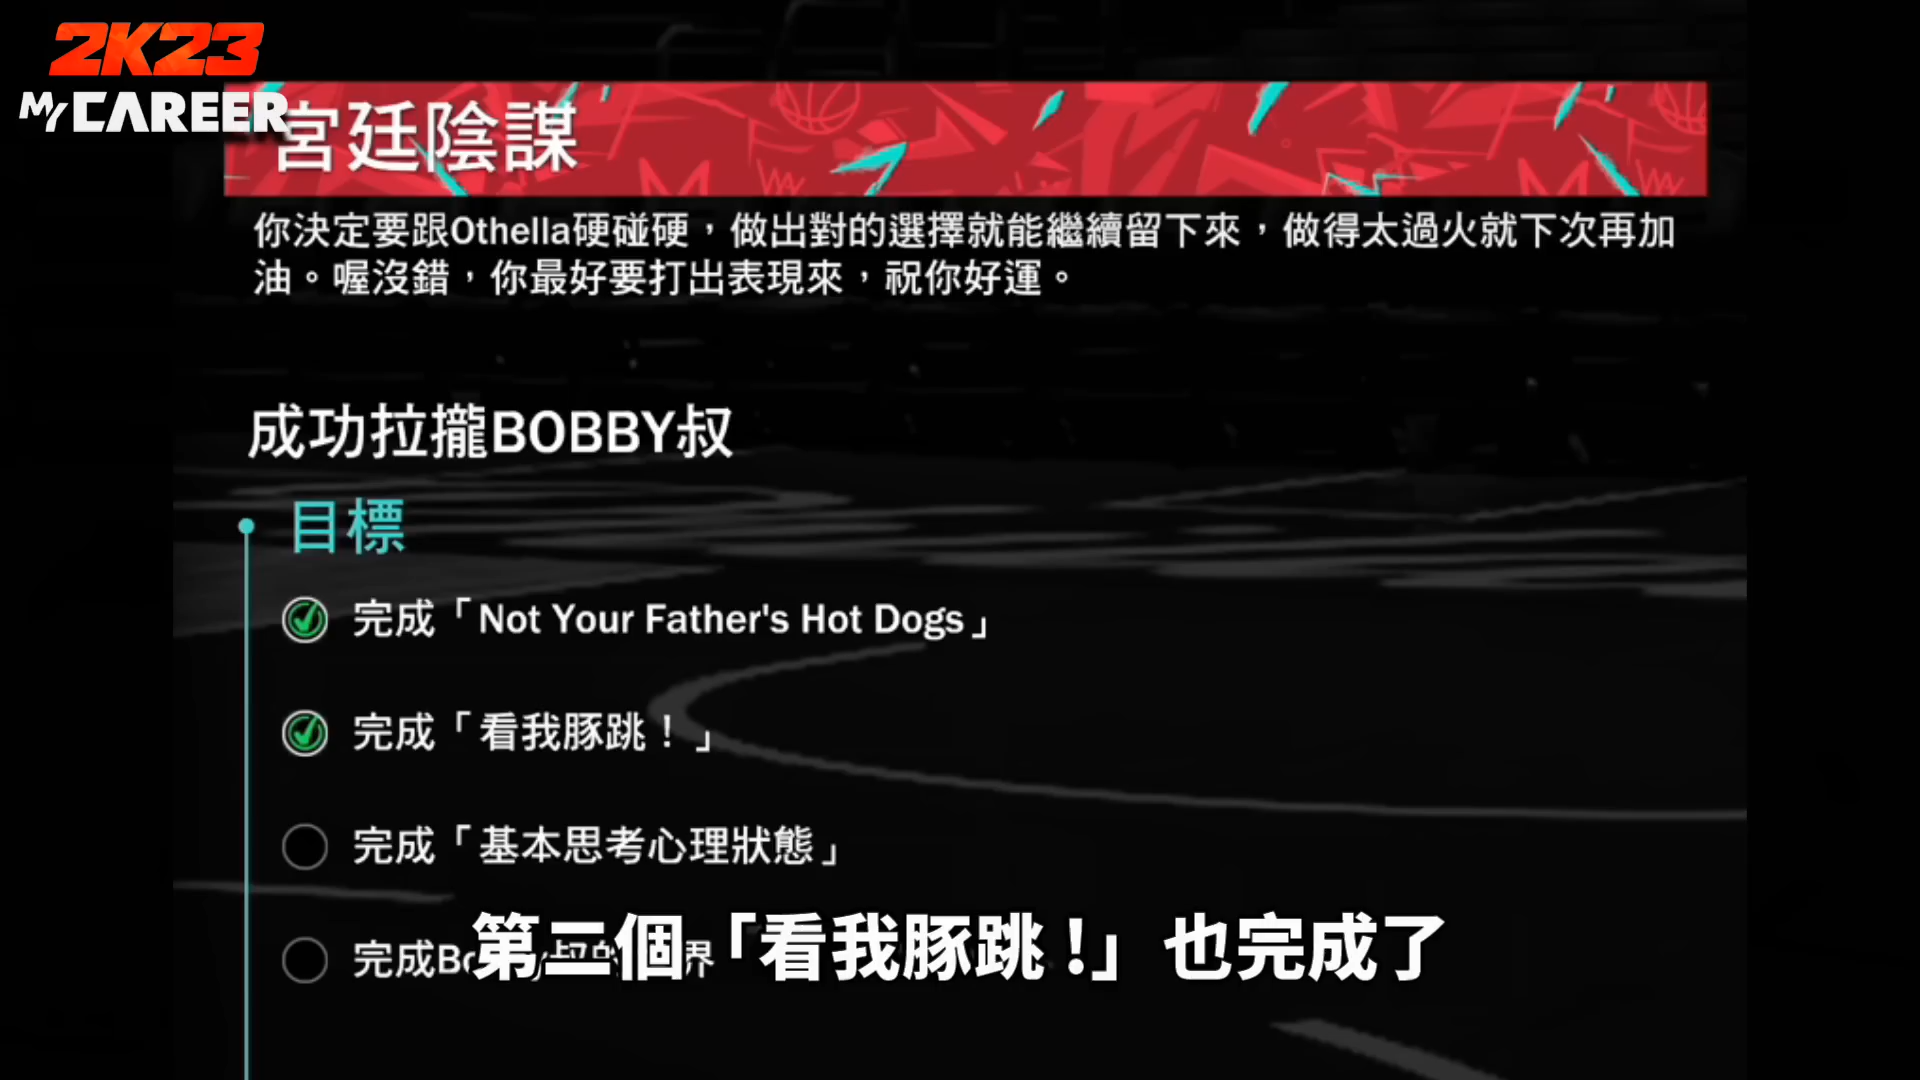 2K23
MyCAREER
宮廷陰謀
你決定要跟Othella硬碰硬，做出對的選擇就能繼續留下來，做得太過火就下次再加
油。喔沒錯，你最好要打出表現來，祝你好運。
成功拉攏BOBBY叔
目標
完成「Not Your Father's Hot Dogs」
完成「看我豚跳！」
完成「基本思考心理狀態」
完成Bo 界
第二個「看我豚跳！」也完成了